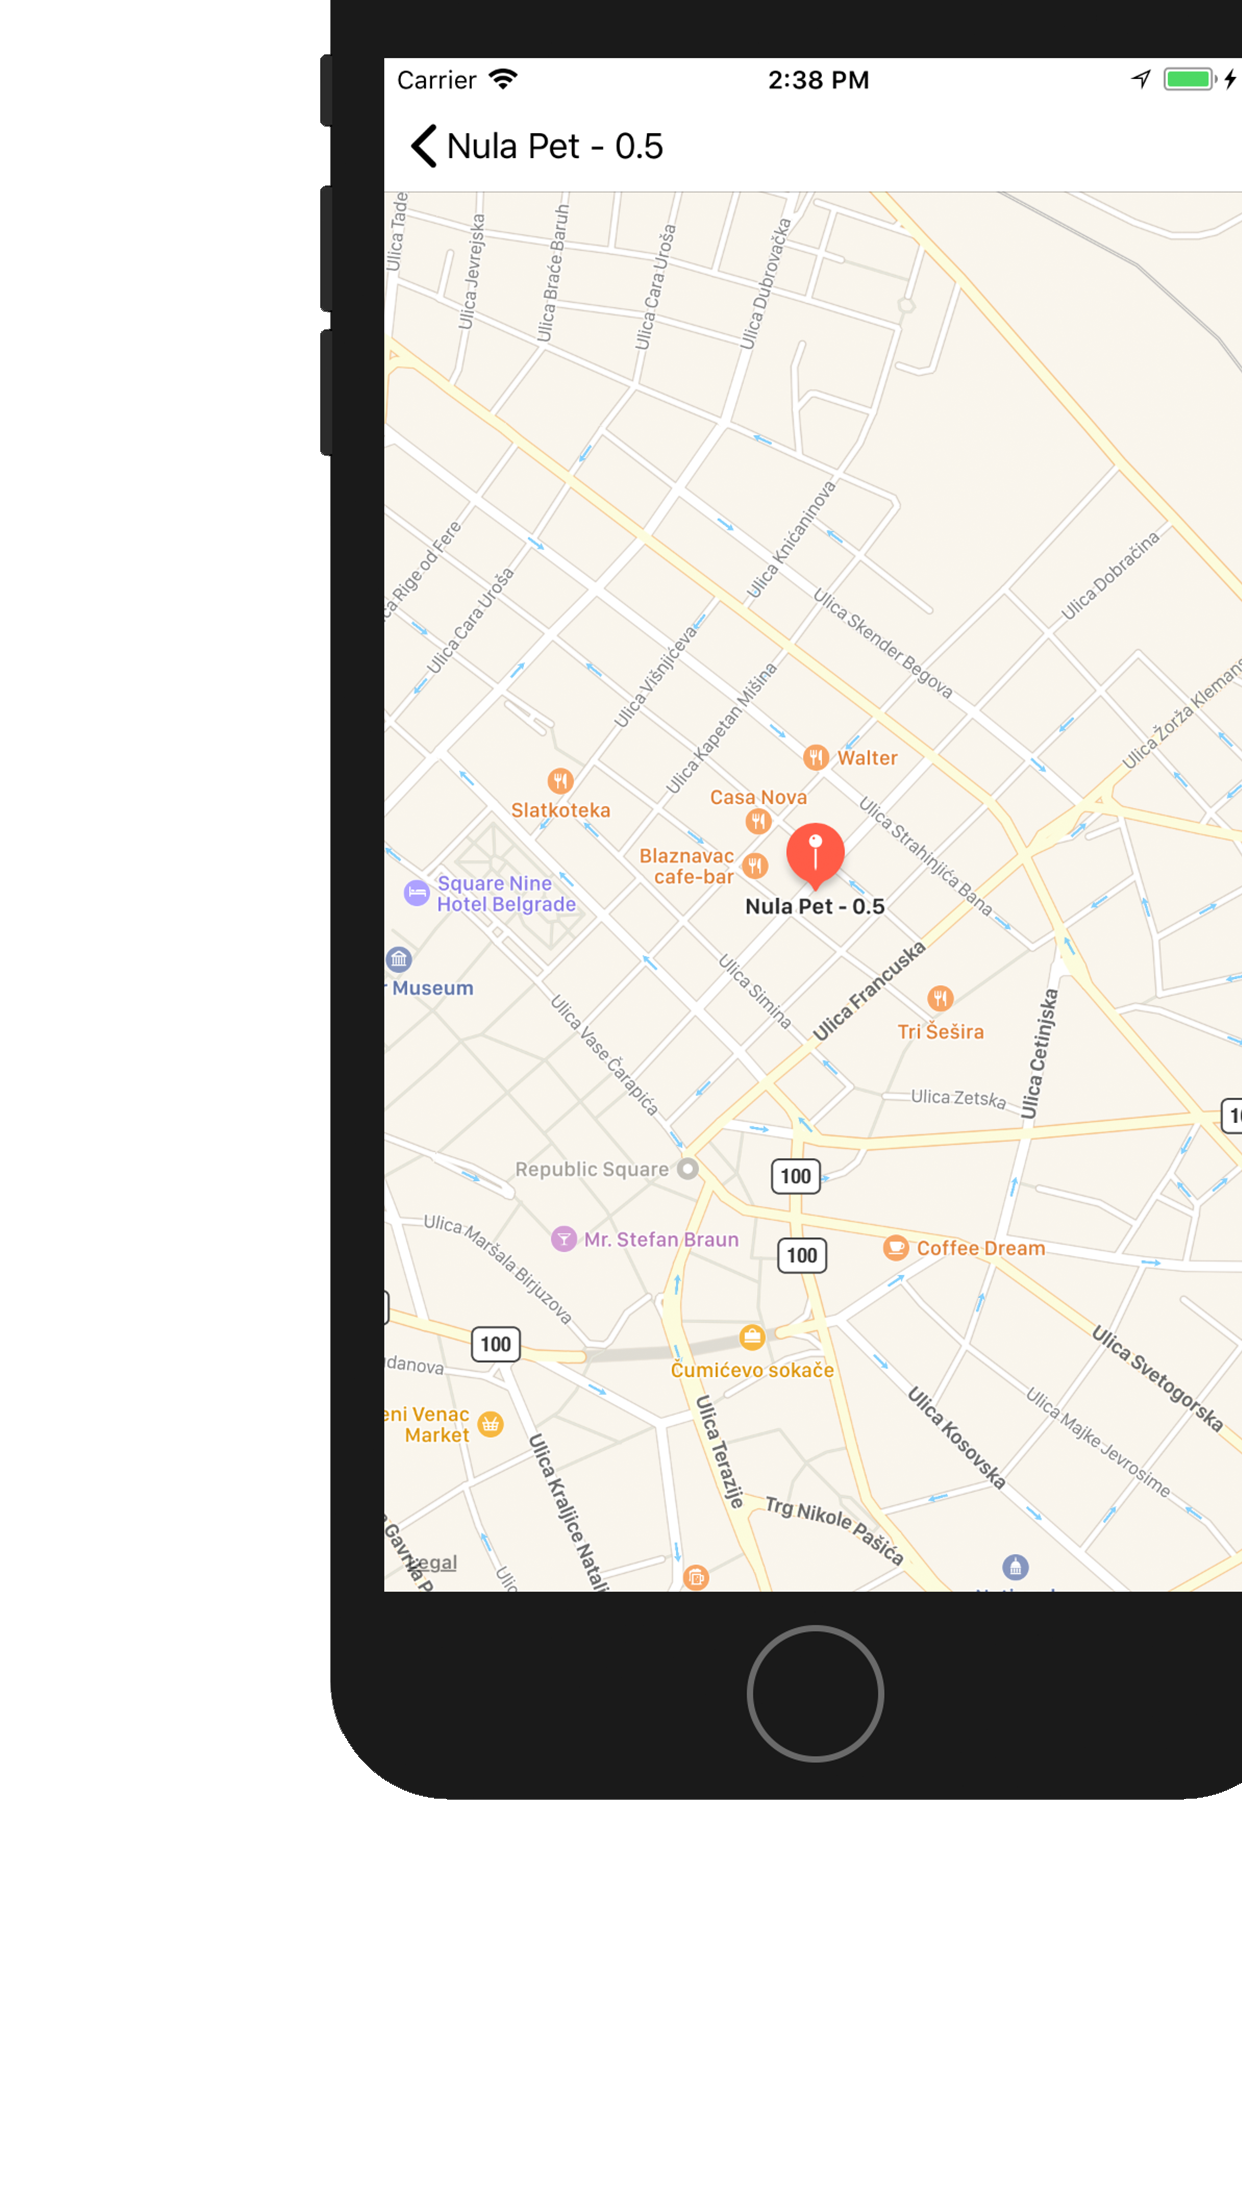 Carrier
2:38 PM
Nula Pet - 0.5
Ulica Tade
Ulica Jevrejska
Ulica Braće Baruh
Ulica Cara Uroša
Ulica Dubrovačka
Ulica Knićaninova
Ulica Dobračina
ca Rige od Fere
Ulica Cara Uroša
Ulica Skender Begova
Ulica Višnjićeva
Ulica Kapetan Mišina
Ulica Žorža Klemans
Walter
Casa Nova
Slatkoteka
Ulica Strahinjića Bana
Blaznavac
cafe-bar
Square Nine
Hotel Belgrade
Nula Pet - 0.5
r Museum
Ulica Simina
Ulica Francuska
Tri Šešira
Ulica Vase Čarapića
Ulica Cetinjska
Ulica Zetska
10
Republic Square
100
Ulica Maršala Birjuzova
Mr. Stefan Braun
100
Coffee Dream
100
Čumićevo sokače
danova
Ulica Svetogorska
eni Venac
Market
Ulica Terazije
Ulica Kosovska
Ulica Majke Jevrosime
Ulica Kraljice Natali
Trg Nikole Pašića
Gavrila P
Legal
Ulic